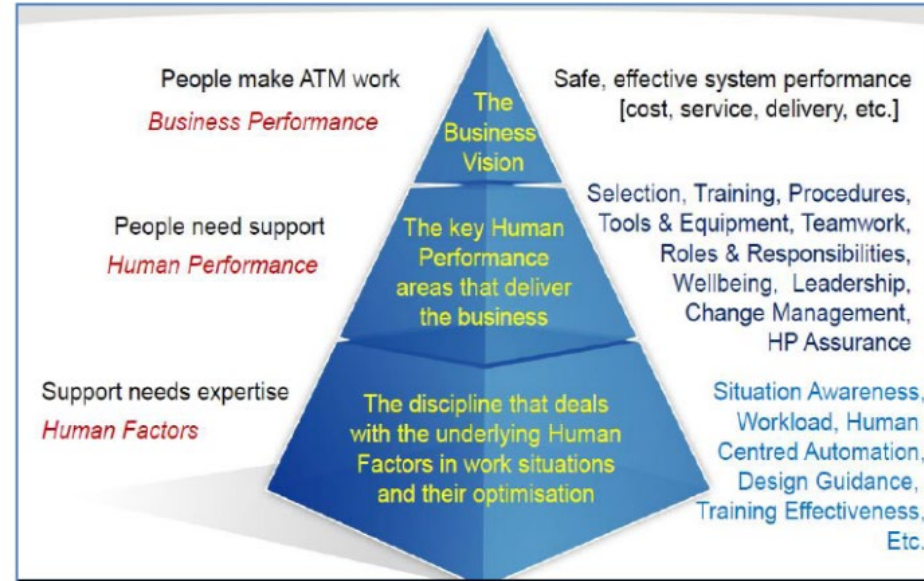 People make ATM work
Business Performance
The
Business
Vision
Safe, effective system performance
[cost, service, delivery, etc.]
People need support
Human Performance
The key Human
Performance
areas that deliver
the business
Selection, Training, Procedures,
Tools & Equipment, Teamwork,
Roles & Responsibilities,
Wellbeing, Leadership,
Change Management,
HP Assurance
Support needs expertise
Human Factors
The discipline that deals
with the underlying Human
Factors in work situations
and their optimisation
Situation Awareness,
Workload, Human
Centred Automation,
Design Guidance,
Training Effectiveness,
Etc.